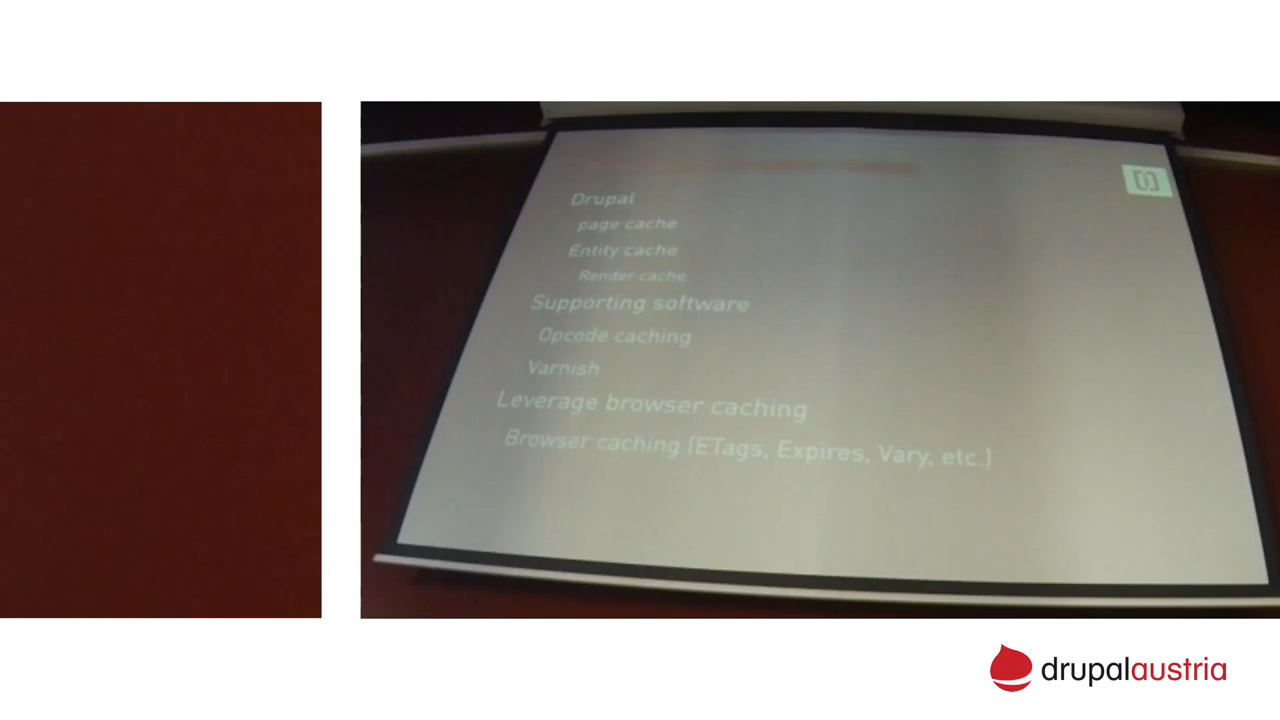 Drupal
page cache
Entity cache
Render cache
Supporting software
Opcode caching
Varnish
Leverage browser caching
Browser caching (ETags, Expires, Vary, etc.)
drupalaustria